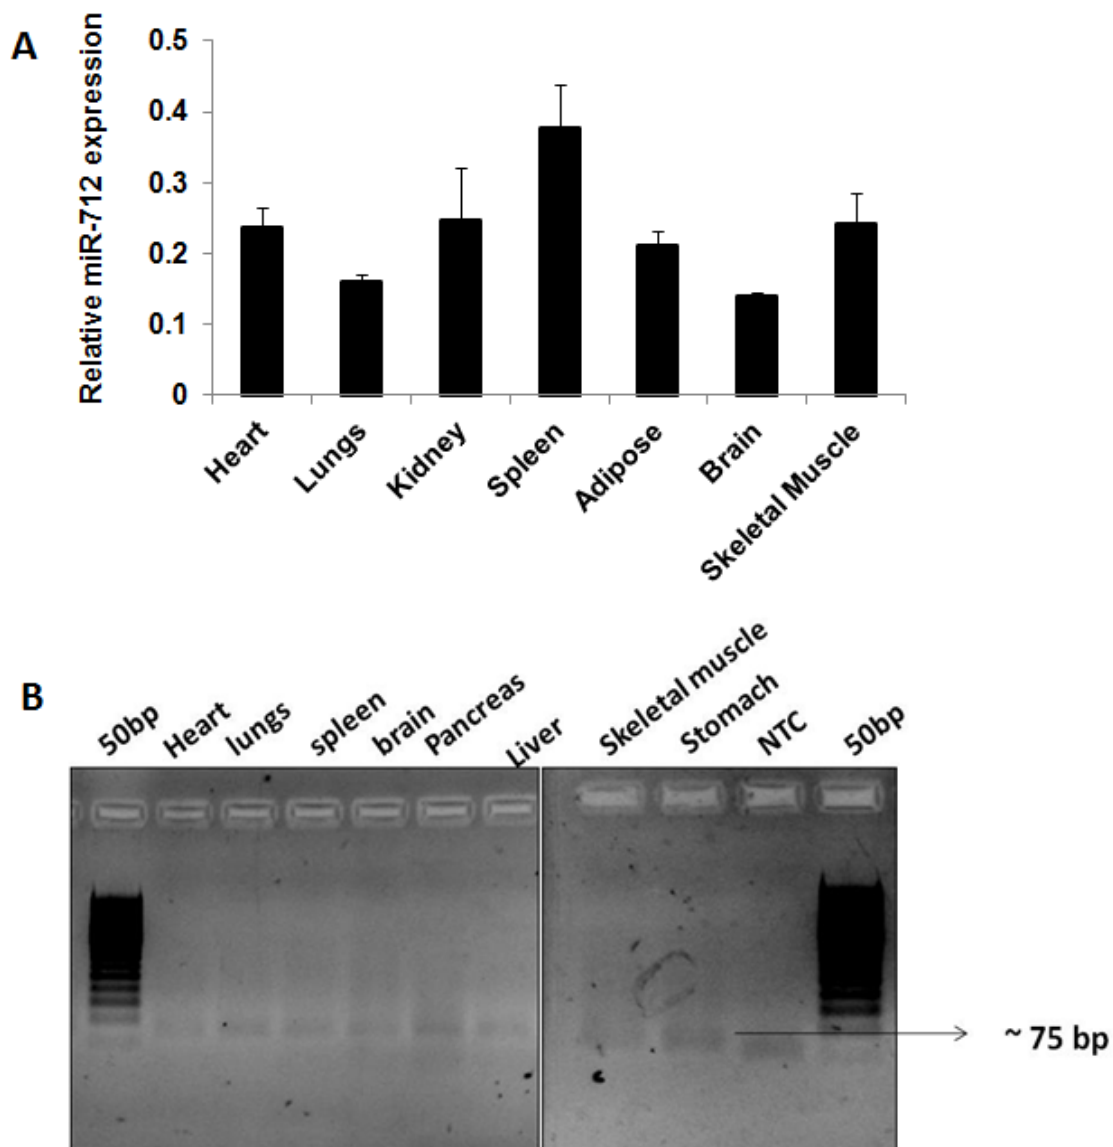 A
Relative miR-712 expression
0.5
0.4
0.3
0.2
0.1
0
Heart
Lungs
Kidney
Spleen
Adipose
Brain
Skeletal Muscle
B
50bp
Heart
lungs
spleen
brain
Pancreas
Liver
Skeletal muscle
Stomach
NTC
50bp
~ 75 bp